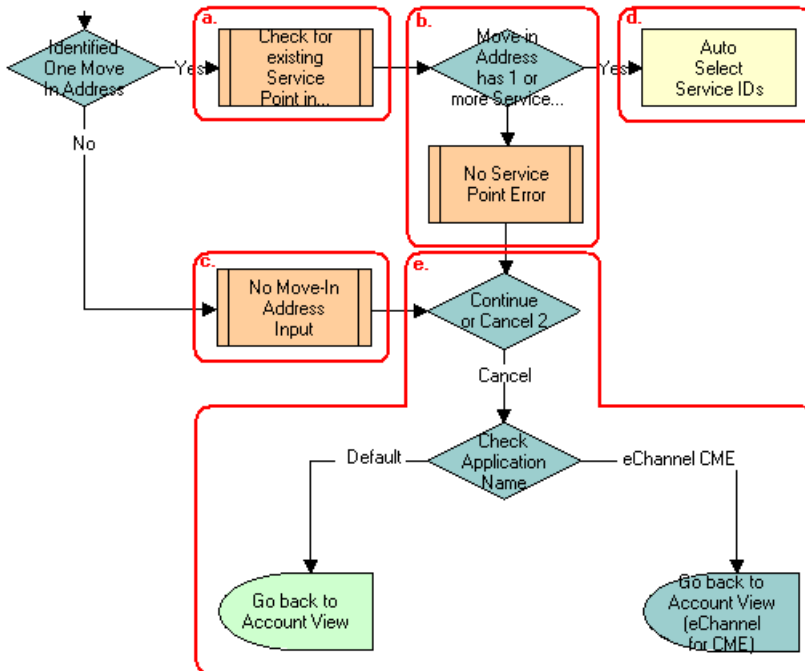 a.
b.
d.
Identified
One Move
In Address
Yes
Check for
existing
Service
Point in...
Move in
Address
has 1 or
more Service...
Yes
Auto
Select
Service IDs
No
No Service
Point Error
c.
e.
No Move-In
Address
Input
Continue
or Cancel 2
Cancel
Check
Application
Name
Default
eChannel CME
Go back to
Account View
Go back to
Account View
(eChannel
for CME)